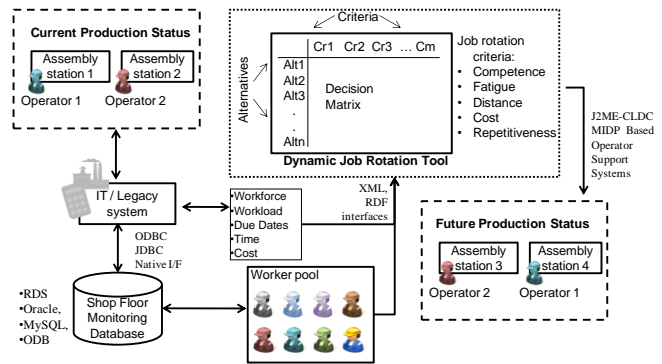 Current Production Status
Assembly
station 1
Assembly
station 2
Operator 1
Operator 2
Criteria
Cr1 Cr2 Cr3 ... Cm
Alternatives
Alt1
Alt2
Alt3
.
.
Altn
Decision
Matrix
Job rotation
criteria:
• Competence
• Fatigue
• Distance
• Cost
• Repetitiveness
Dynamic Job Rotation Tool
J2ME-CLDC
MIDP Based
Operator
Support
Systems
IT / Legacy
system
•Workforce
•Workload
•Due Dates
•Time
•Cost
XML,
RDF
interfaces
Future Production Status
Assembly
station 3
Assembly
station 4
Operator 2
Operator 1
ODBC
JDBC
Native I/F
•RDS
•Oracle,
•MySQL,
•ODB
Shop Floor
Monitoring
Database
Worker pool